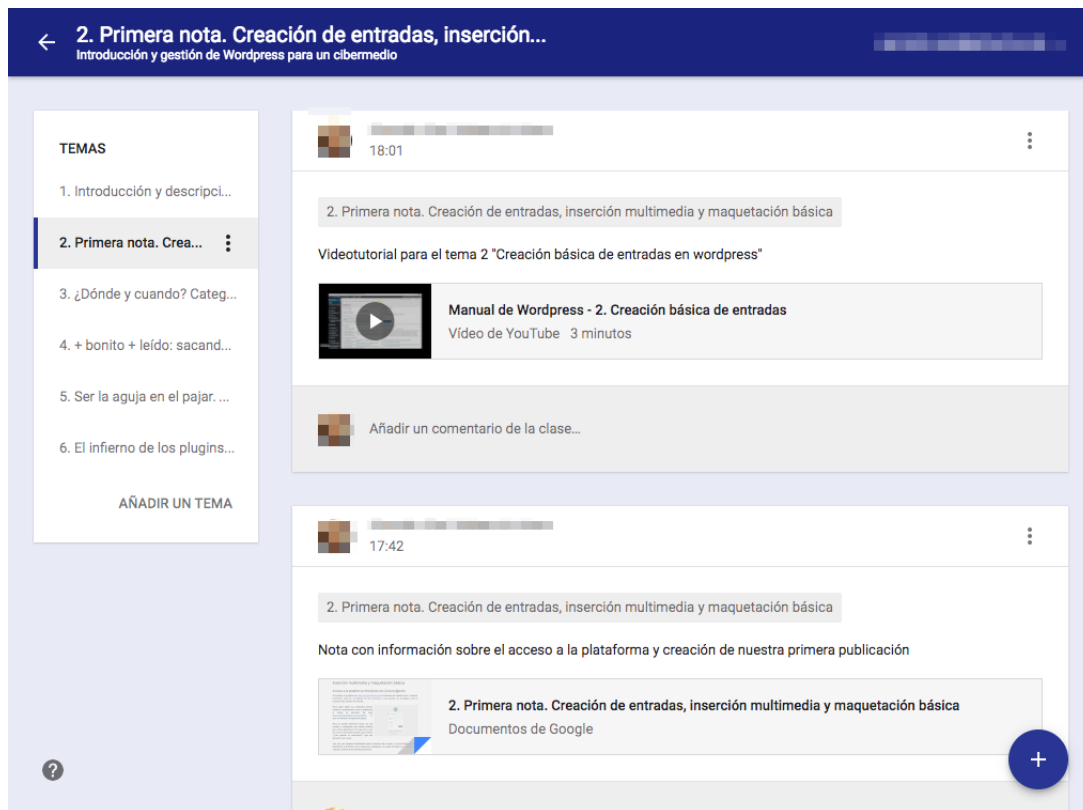 2. Primera nota. Creación de entradas, inserción...
Introducción y gestión de Wordpress para un cibermedio
TEMAS
1. Introducción y descripci...
2. Primera nota. Crea...
3. ¿Dónde y cuando? Categ...
4. + bonito + leído: sacand...
5. Ser la aguja en el pajar. ...
6. El infierno de los plugins...
AÑADIR UN TEMA
18:01
2. Primera nota. Creación de entradas, inserción multimedia y maquetación básica
Videotutorial para el tema 2 "Creación básica de entradas en wordpress"
Manual de Wordpress - 2. Creación básica de entradas
Vídeo de YouTube 3 minutos
Añadir un comentario de la clase...
17:42
2. Primera nota. Creación de entradas, inserción multimedia y maquetación básica
Nota con información sobre el acceso a la plataforma y creación de nuestra primera publicación
2. Primera nota. Creación de entradas, inserción multimedia y maquetación básica
Documentos de Google